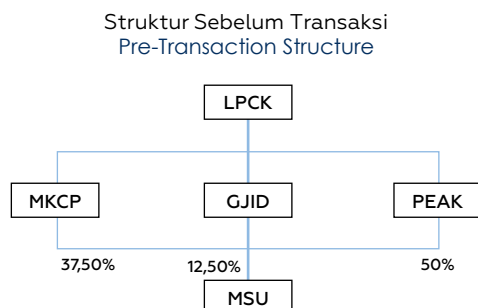 Struktur Sebelum Transaksi
Pre-Transaction Structure
LPCK
MKCP GJID PEAK
37,50% 12,50% 50%
MSU